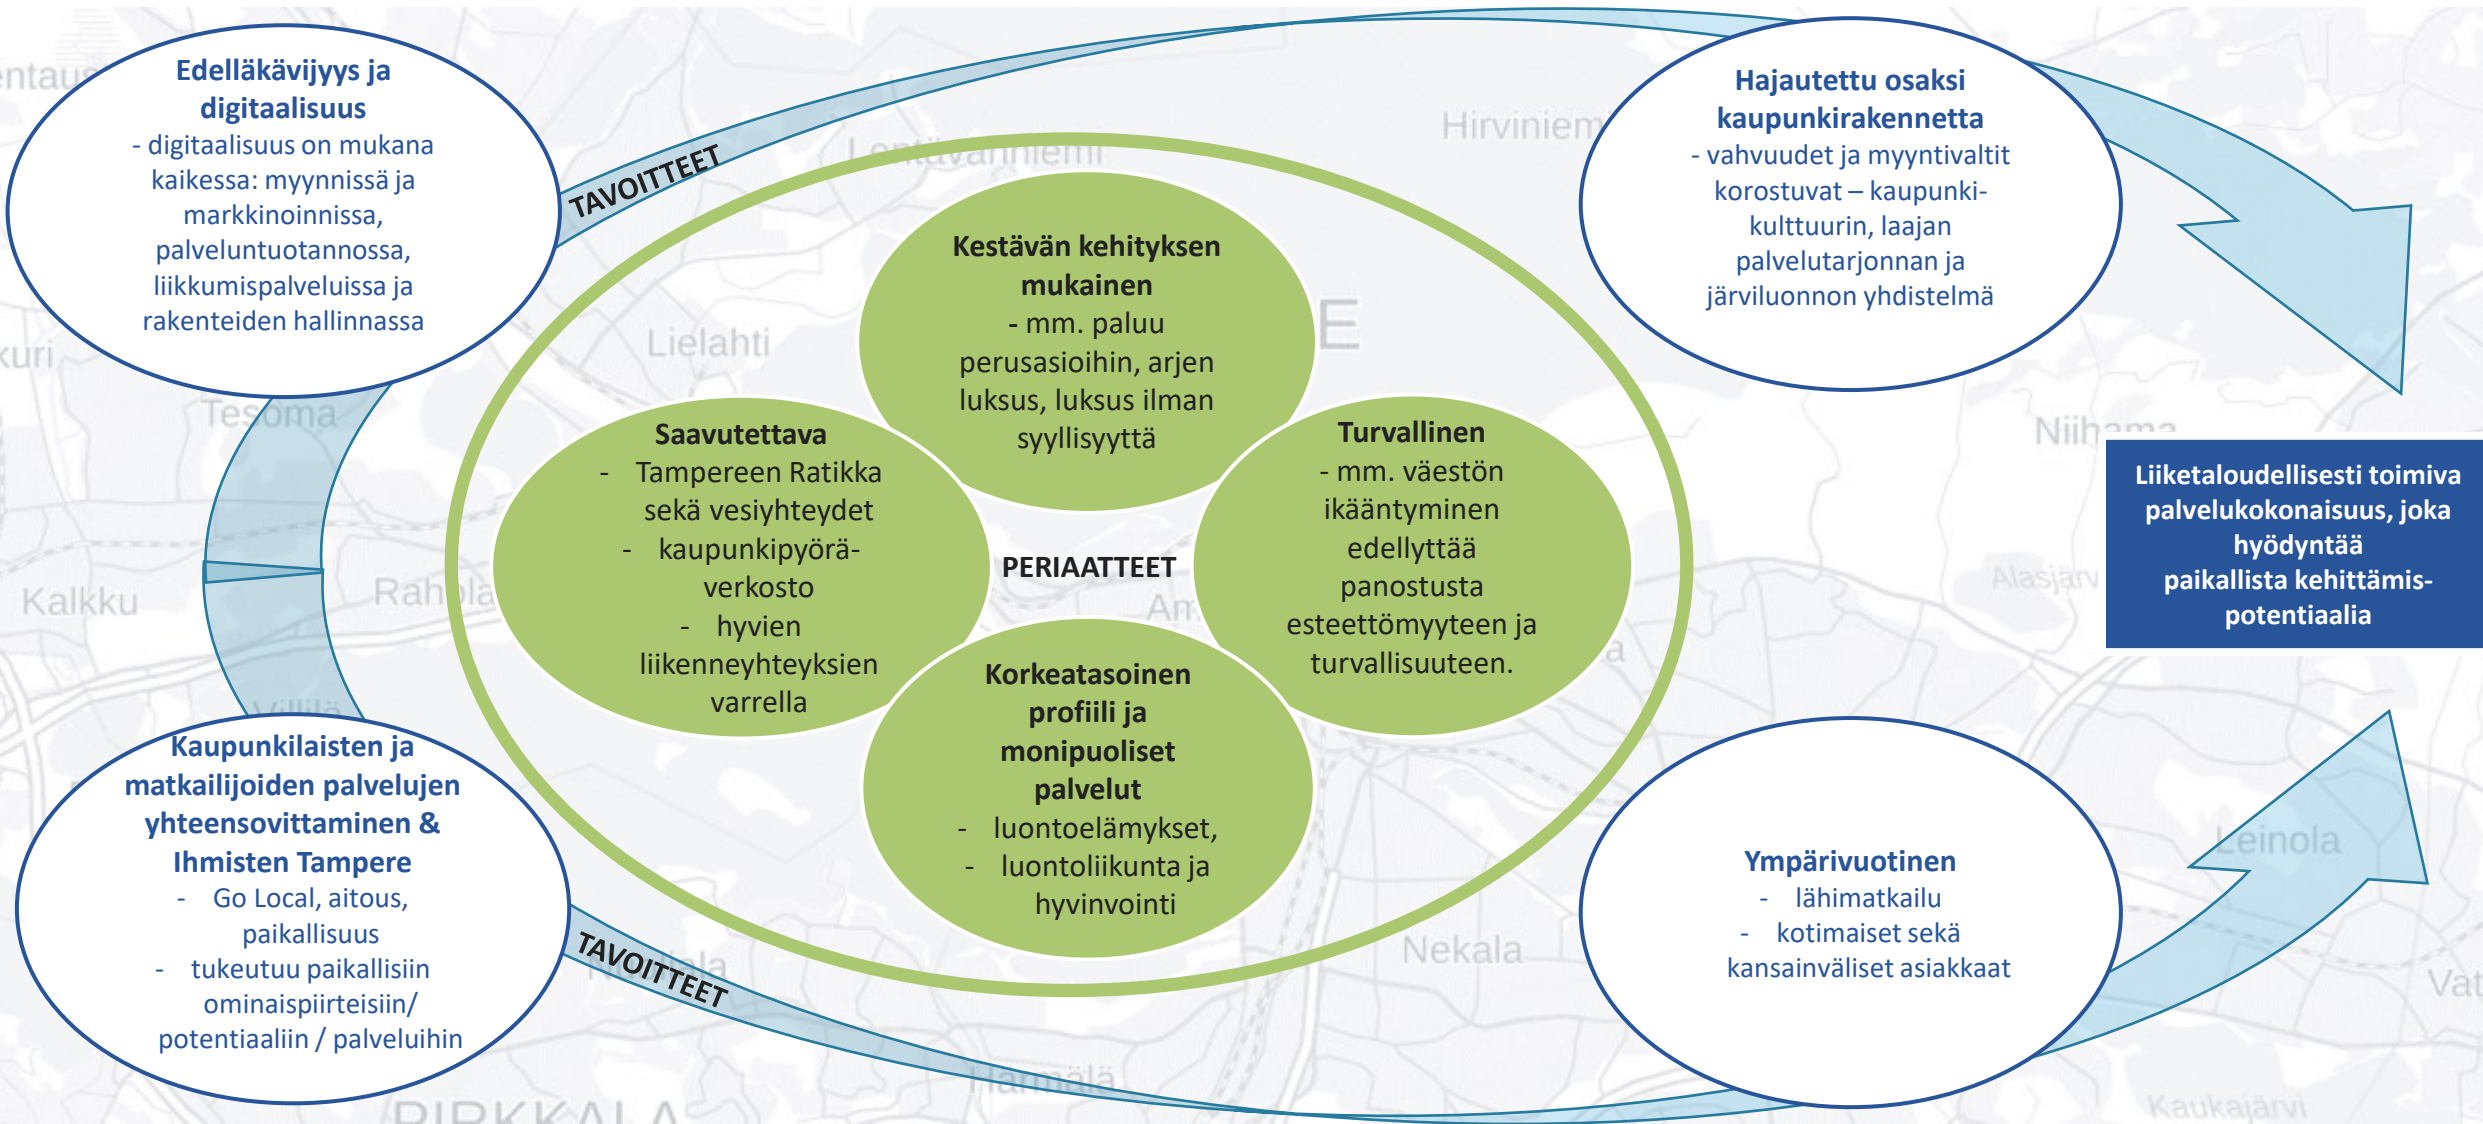 Edelläkävijyys ja
digitaalisuus
- digitaalisuus on mukana
kaikessa: myynnissä ja
markkinoinnissa,
palveluntuotannossa,
liikkumispalveluissa ja
rakenteiden hallinnassa
TAVOITTEET
Hajautettu osaksi
kaupunkirakennetta
- vahvuudet ja myyntivaltit
korostuvat – kaupunki-
kulttuurin, laajan
palvelutarjonnan ja
järviluonnon yhdistelmä
Kestävän kehityksen
mukainen
- mm. paluu
perusasioihin, arjen
luksus, luksus ilman
syyllisyyttä
Saavutettava
- Tampereen Ratikka
sekä vesiyhteydet
- kaupunkipyörä-
verkosto
- hyvien
liikenneyhteyksien
varrella
PERIAATTEET
Turvallinen
- mm. väestön
ikääntyminen
edellyttää
panostusta
esteettömyyteen ja
turvallisuuteen.
Korkeatasoinen
profiili ja
monipuoliset
palvelut
- luontoelämykset,
- luontoliikunta ja
hyvinvointi
Liiketaloudellisesti toimiva
palvelukokonaisuus, joka
hyödyntää
paikallista kehittämis-
potentiaalia
Kaupunkilaisten ja
matkailijoiden palvelujen
yhteensovittaminen &
Ihmisten Tampere
- Go Local, aitous,
paikallisuus
- tukeutuu paikallisiin
ominaispiirteisiin/
potentiaaliin / palveluihin
TAVOITTEET
Ympärivuotinen
- lähimatkailu
- kotimaiset sekä
kansainväliset asiakkaat
Lentävänniemi
Hirviniemi
Lielahti
Tesoma
Niihama
Kalkku
Rahola
Alasjärvi
Villilä
Leinola
Nekala
Härmälä
PIRKKALA
Kaukajärvi